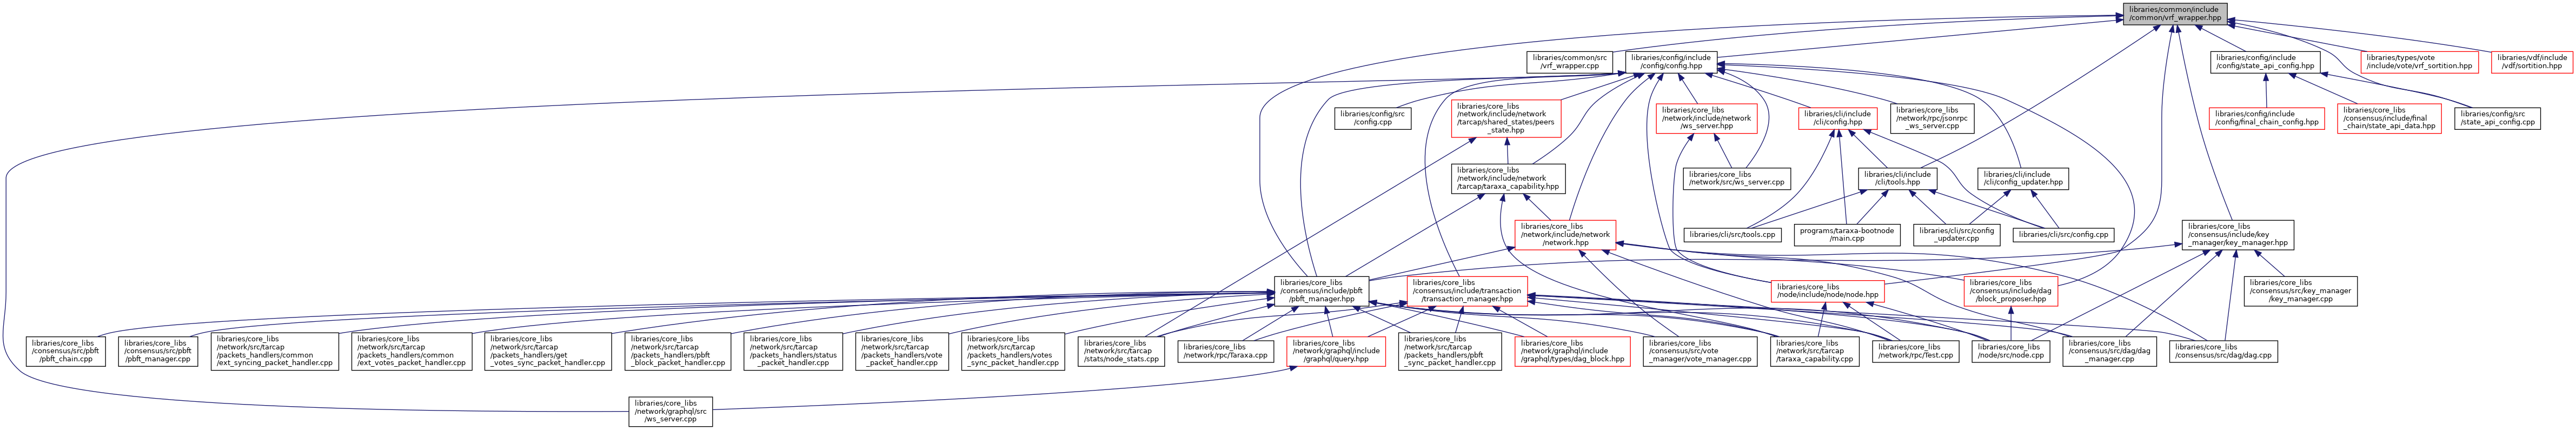 libraries/common/include
/common/vrf_wrapper.hpp
libraries/common/src
/vrf_wrapper.cpp
libraries/config/include
/config/config.hpp
libraries/config/include
/config/state_api_config.hpp
libraries/types/vote
/include/vote/vrf_sortition.hpp
libraries/vdf/include
/vdf/sortition.hpp
libraries/config/src
/config.cpp
libraries/core_libs
/network/include/network
/tarcap/shared_states/peers
_state.hpp
libraries/core_libs
/network/include/network
/ws_server.hpp
libraries/cli/include
/cli/config.hpp
libraries/core_libs
/network/rpc/jsonrpc
_ws_server.cpp
libraries/config/include
/config/final_chain_config.hpp
libraries/core_libs
/consensus/include/final
_chain/state_api_data.hpp
libraries/config/src
/state_api_config.cpp
libraries/core_libs
/network/include/network
/tarcap/taraxa_capability.hpp
libraries/core_libs
/network/src/ws_server.cpp
libraries/cli/include
/cli/tools.hpp
libraries/cli/include
/cli/config_updater.hpp
libraries/core_libs
/network/include/network
/network.hpp
libraries/cli/src/tools.cpp
programs/taraxa-bootnode
/main.cpp
libraries/cli/src/config
_updater.cpp
libraries/cli/src/config.cpp
libraries/core_libs
/consensus/include/key
_manager/key_manager.hpp
libraries/core_libs
/consensus/include/pbft
/pbft_manager.hpp
libraries/core_libs
/consensus/include/transaction
/transaction_manager.hpp
libraries/core_libs
/node/include/node/node.hpp
libraries/core_libs
/consensus/include/dag
/block_proposer.hpp
libraries/core_libs
/consensus/src/key_manager
/key_manager.cpp
libraries/core_libs
/consensus/src/pbft
/pbft_chain.cpp
libraries/core_libs
/consensus/src/pbft
/pbft_manager.cpp
libraries/core_libs
/network/src/tarcap
/packets_handlers/common
/ext_syncing_packet_handler.cpp
libraries/core_libs
/network/src/tarcap
/packets_handlers/common
/ext_votes_packet_handler.cpp
libraries/core_libs
/network/src/tarcap
/packets_handlers/get
_votes_sync_packet_handler.cpp
libraries/core_libs
/network/src/tarcap
/packets_handlers/pbft
_block_packet_handler.cpp
libraries/core_libs
/network/src/tarcap
/packets_handlers/status
_packet_handler.cpp
libraries/core_libs
/network/src/tarcap
/packets_handlers/vote
_packet_handler.cpp
libraries/core_libs
/network/src/tarcap
/packets_handlers/votes
_sync_packet_handler.cpp
libraries/core_libs
/network/src/tarcap
/stats/node_stats.cpp
libraries/core_libs
/network/rpc/Taraxa.cpp
libraries/core_libs
/network/graphql/include
/graphql/query.hpp
libraries/core_libs
/network/src/tarcap
/packets_handlers/pbft
_sync_packet_handler.cpp
libraries/core_libs
/network/graphql/include
/graphql/types/dag_block.hpp
libraries/core_libs
/consensus/src/vote
_manager/vote_manager.cpp
libraries/core_libs
/network/src/tarcap
/taraxa_capability.cpp
libraries/core_libs
/network/rpc/Test.cpp
libraries/core_libs
/node/src/node.cpp
libraries/core_libs
/consensus/src/dag/dag
_manager.cpp
libraries/core_libs
/consensus/src/dag/dag.cpp
libraries/core_libs
/network/graphql/src
/ws_server.cpp